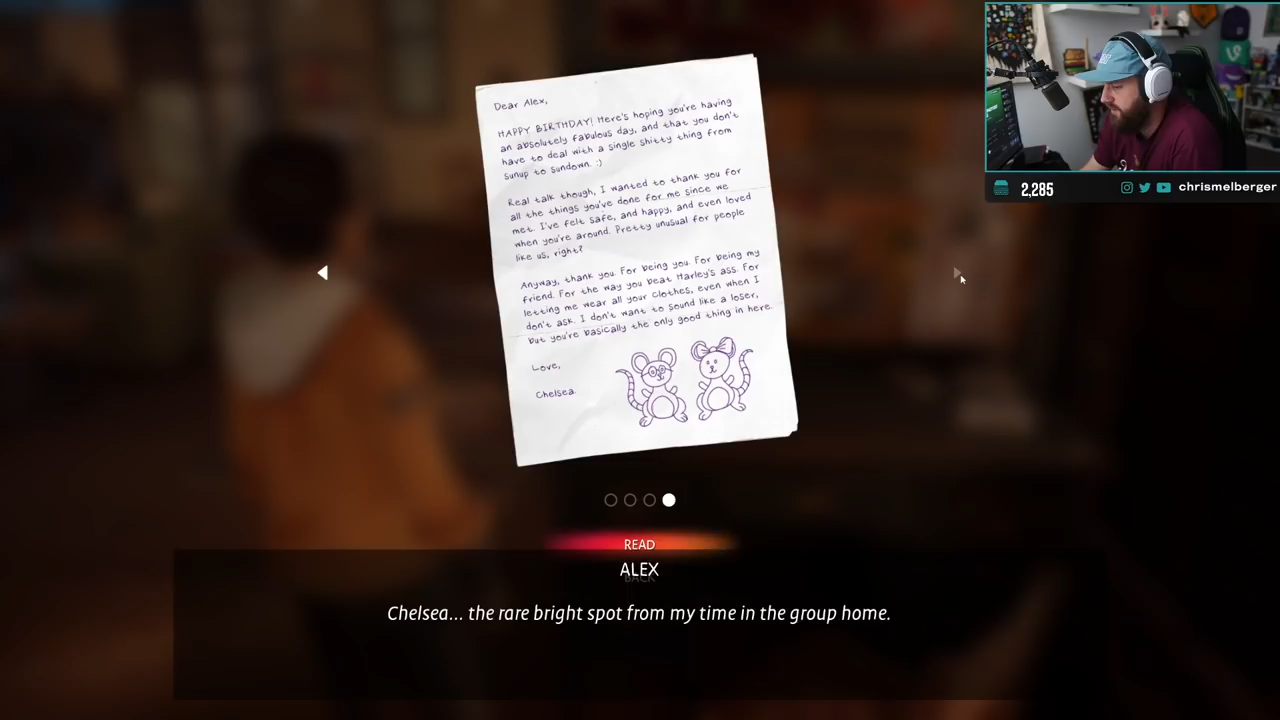 Dear Alex,
HAPPY BIRTHDAY! Here's hoping you're having
an absolutely fabulous day, and that you don't
have to deal with a single shitty thing from
sunup to sundown. :)
Real talk though, I wanted to thank you for
all the things you've done for me since we
met. I've felt safe, and happy, and even loved
when you're around. Pretty unusual for people
like us, right?
Anyway, thank you. For being you. For being my
friend. For the way you beat Harley's ass. For
letting me wear all your clothes, even when I
don't ask. I don't want to sound like a loser,
but you're basically the only good thing in here.
Love,
Chelsea.
2,285
chrismelberger
READ
ALEX
BACK
Chelsea... the rare bright spot from my time in the group home.